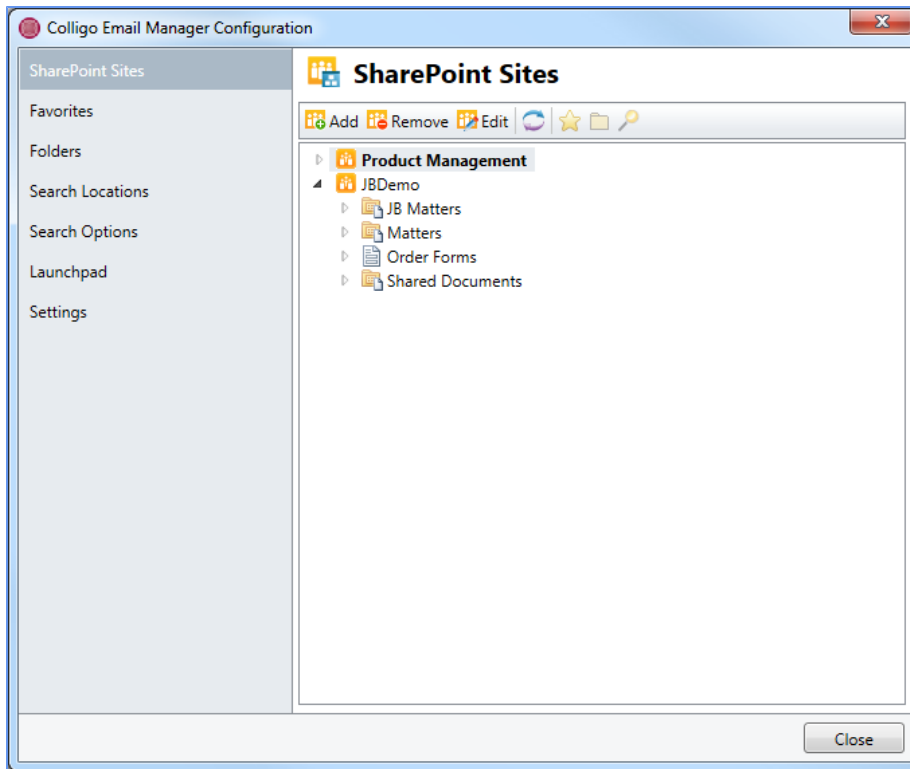 Colligo Email Manager Configuration
SharePoint Sites
Favorites
Folders
Search Locations
Search Options
Launchpad
Settings
SharePoint Sites
Add Remove Edit
Product Management
JBDemo
JB Matters
Matters
Order Forms
Shared Documents
Close